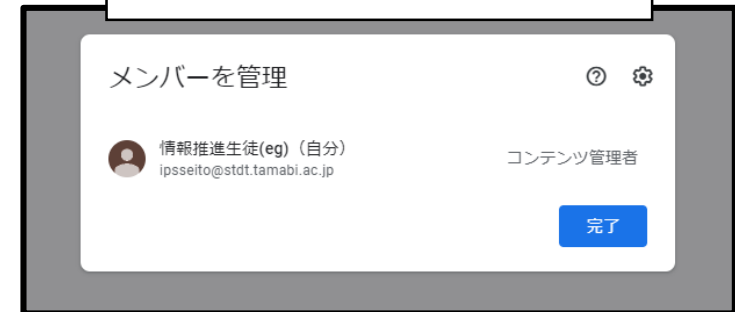 メンバーを管理
情報推進生徒(eg)（自分）
ipsseito@stdt.tamabi.ac.jp
コンテンツ管理者
完了